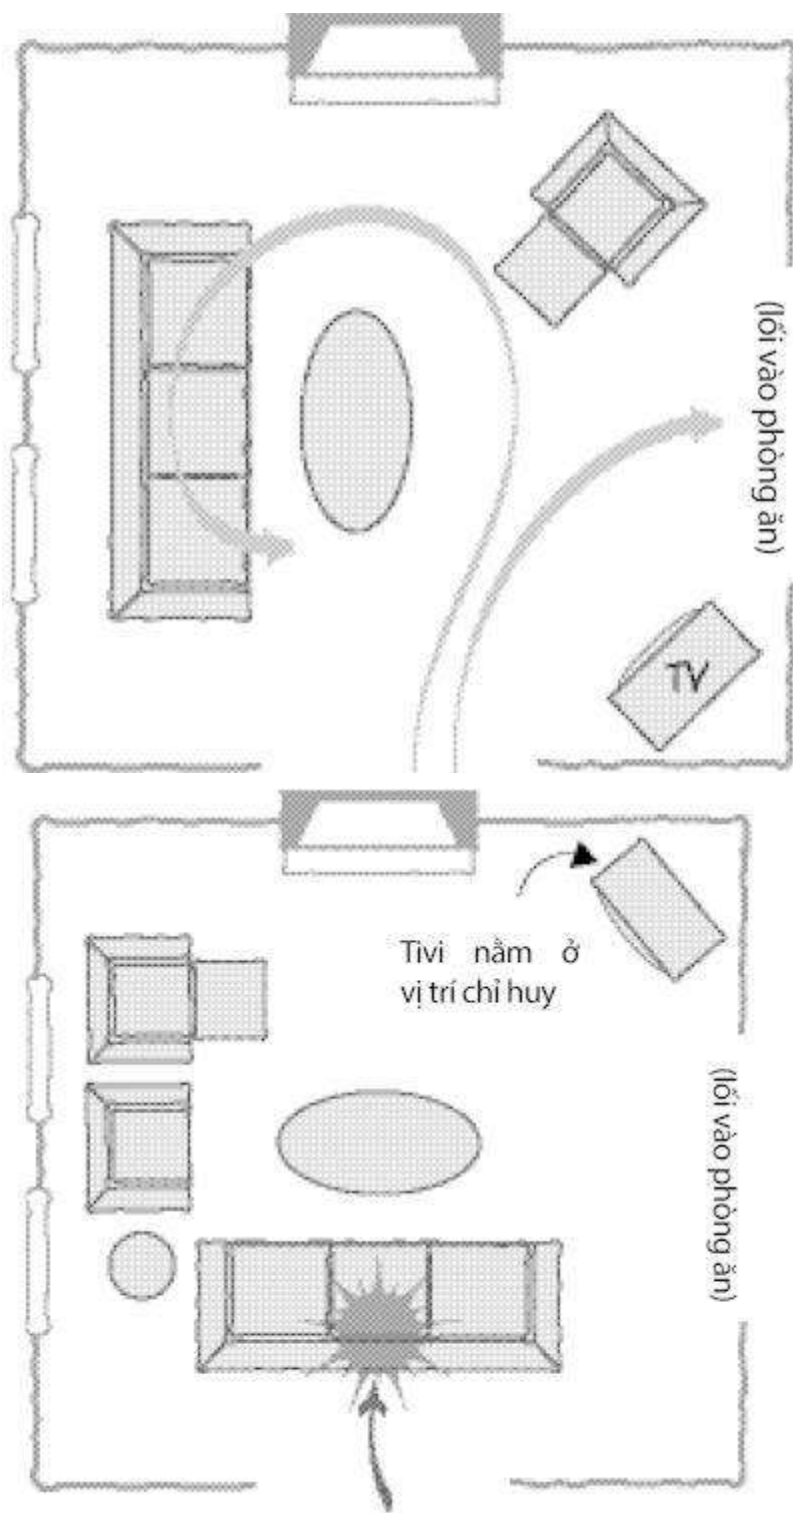 (lối vào phòng ăn)
TV
Tivi nằm ở
vị trí chỉ huy
(lối vào phòng ăn)